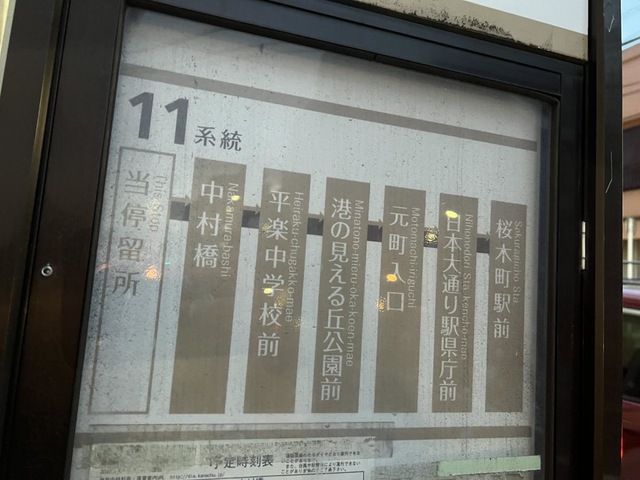 11系統
当停留所
This Stop
中村橋
Nakamurabashi
平楽中学校前
Heiraku-chugakko-mae
港の見える丘公園前
Minatono-mieru-oka-koen-mae
元町入口
Motomachi-iriguchi
日本大通り駅県庁前
Nihonodori Sta. Kencho-mae
桜木町駅前
Sakuragicho Sta.
予定時刻表